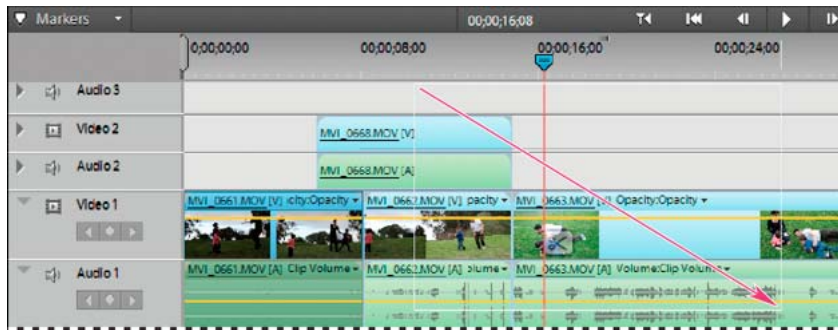 Markers 00;00;16;08
0;00;00;00 00;00;08;00 00;00;16;00 00;00;24;00
Audio 3
Video 2 MVI_0668.MOV [V]
Audio 2 MVI_0668.MOV [A]
Video 1 MVI_0661.MOV [V] icity:Opacity MVI_0662.MOV [V] pacity MVI_0663.MOV [V] Opacity:Opacity
Audio 1 MVI_0661.MOV [A] Clip Volume MVI_0662.MOV [A] olume MVI_0663.MOV [A] Volume:Clip Volume